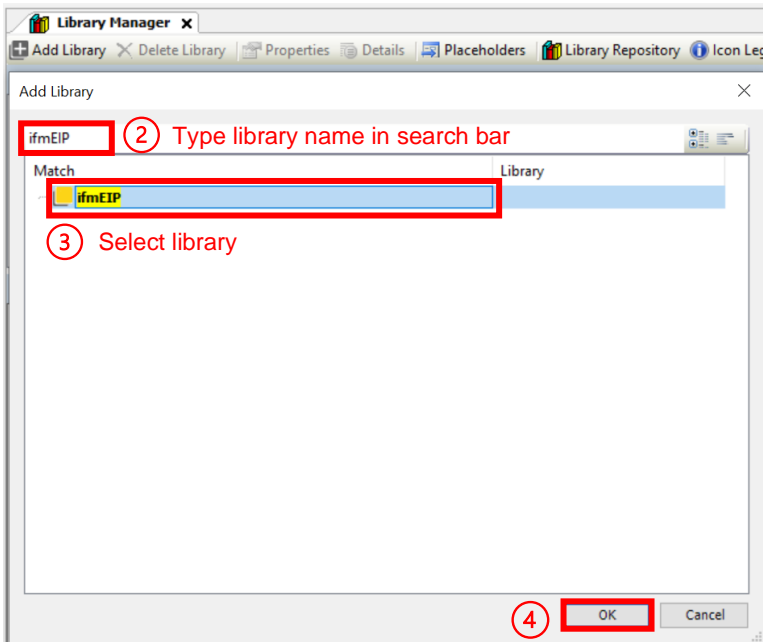 Library Manager
Add Library Delete Library Properties Details Placeholders Library Repository Icon Leg
Add Library
ifmEIP 2 Type library name in search bar
Match Library
ifmEIP
3 Select library
4 OK Cancel